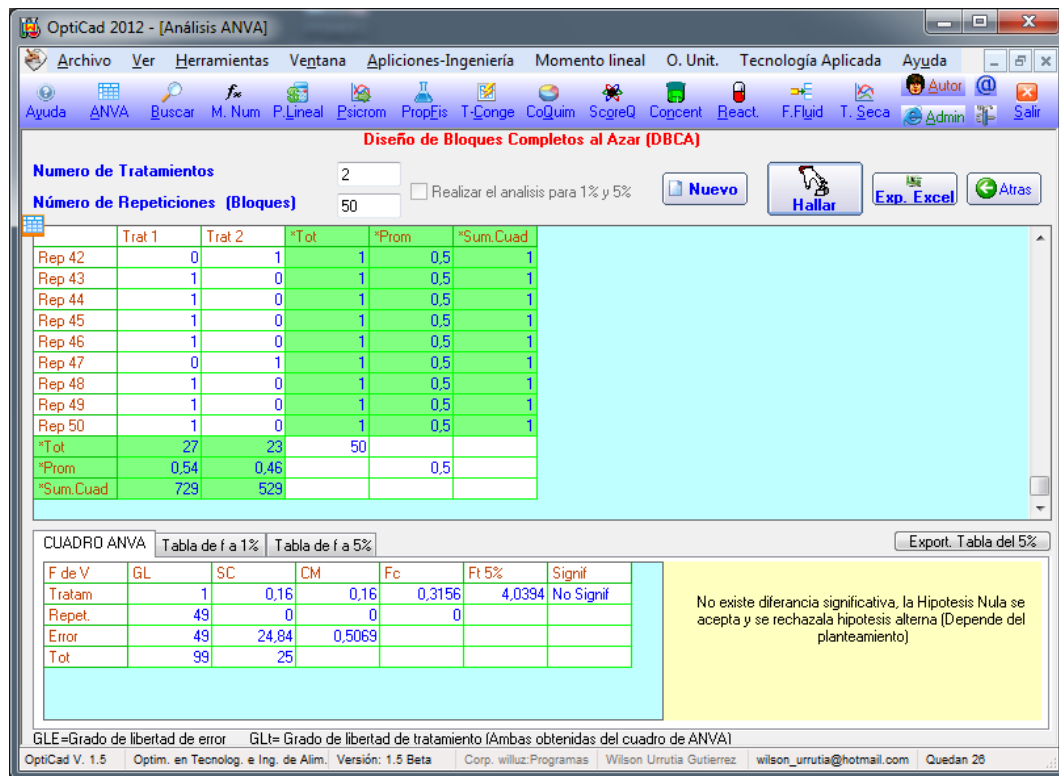 OptiCad 2012 - [Análisis ANVA]
Archivo Ver Herramientas Ventana Apliciones-Ingeniería Momento lineal O. Unit. Tecnología Aplicada Ayuda
Ayuda ANVA Buscar M. Num P.Lineal Psicrom PropFis T-Conge CoQuim ScoreQ Concent React. F.Fluid T. Seca Autor @ Admin Salir
Diseño de Bloques Completos al Azar (DBCA)
Numero de Tratamientos 2
Número de Repeticiones (Bloques) 50
Realizar el analisis para 1% y 5%
Nuevo Hallar Exp. Excel Atras
Trat 1 Trat 2 *Tot *Prom *Sum.Cuad
Rep 42 0 1 1 0,5 1
Rep 43 1 0 1 0,5 1
Rep 44 1 0 1 0,5 1
Rep 45 1 0 1 0,5 1
Rep 46 1 0 1 0,5 1
Rep 47 0 1 1 0,5 1
Rep 48 1 0 1 0,5 1
Rep 49 1 0 1 0,5 1
Rep 50 1 0 1 0,5 1
*Tot 27 23 50
*Prom 0,54 0,46 0,5
*Sum.Cuad 729 529
CUADRO ANVA Tabla de f a 1% Tabla de f a 5% Export. Tabla del 5%
F de V GL SC CM Fc Ft 5% Signif
Tratam 1 0,16 0,16 0,3156 4,0394 No Signif
Repet. 49 0 0 0
Error 49 24,84 0,5069
Tot 99 25
No existe diferancia significativa, la Hipotesis Nula se
acepta y se rechazala hipotesis alterna (Depende del
planteamiento)
GLE=Grado de libertad de error GLt= Grado de libertad de tratamiento (Ambas obtenidas del cuadro de ANVA)
OptiCad V. 1.5 Optim. en Tecnolog. e Ing. de Alim. Versión: 1.5 Beta Corp. willuz:Programas Wilson Urrutia Gutierrez wilson_urrutia@hotmail.com Quedan 26